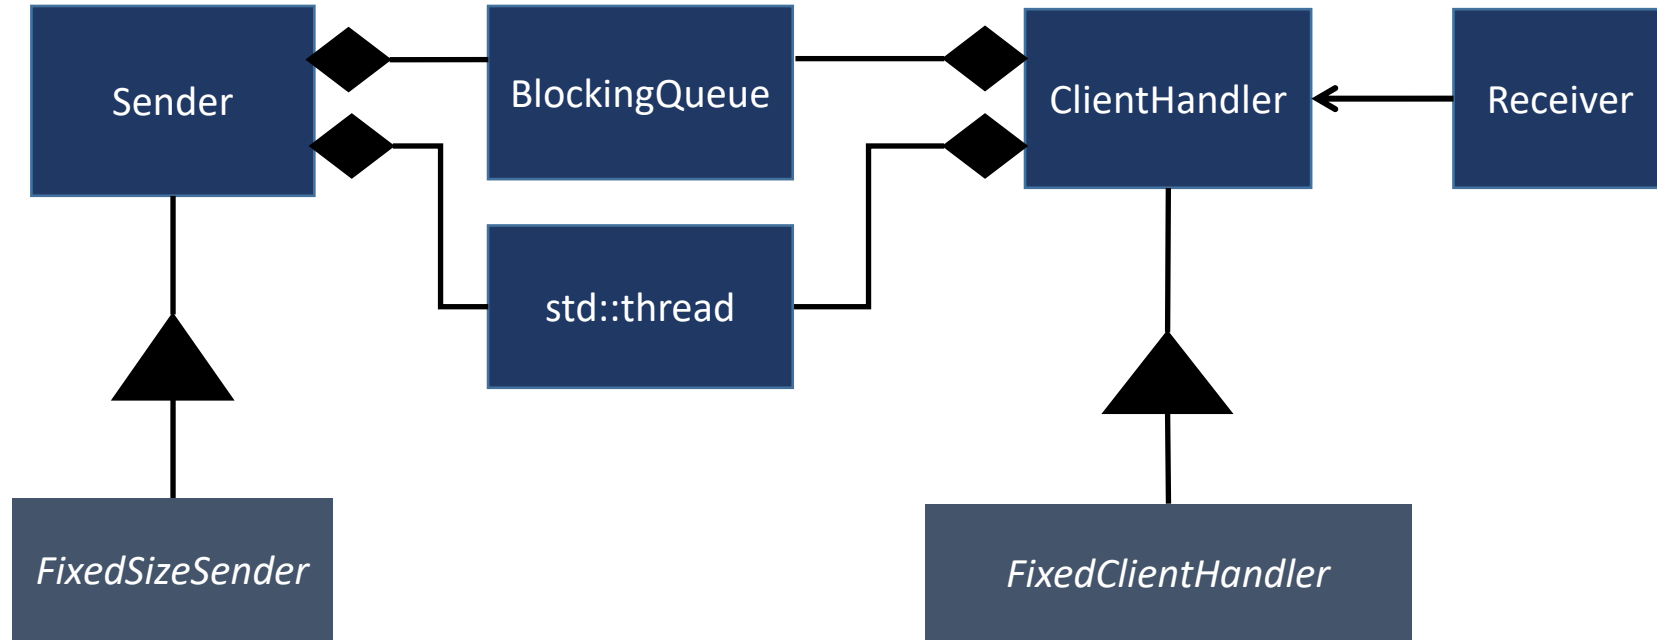 Sender
BlockingQueue
ClientHandler
Receiver
std::thread
FixedSizeSender
FixedClientHandler